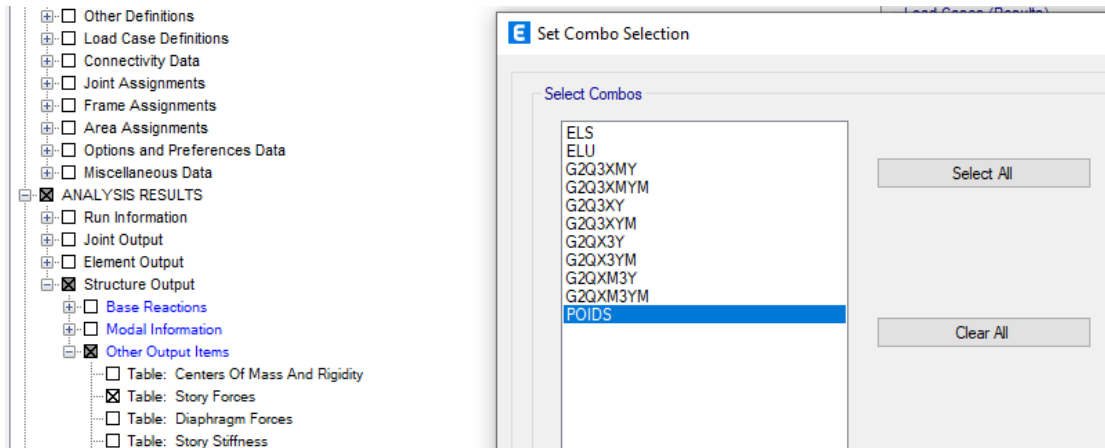 Other Definitions
Load Case Definitions
Connectivity Data
Joint Assignments
Frame Assignments
Area Assignments
Options and Preferences Data
Miscellaneous Data
ANALYSIS RESULTS
Run Information
Joint Output
Element Output
Structure Output
Base Reactions
Modal Information
Other Output Items
Table: Centers Of Mass And Rigidity
Table: Story Forces
Table: Diaphragm Forces
Table: Story Stiffness
Load Cases (Results)
E Set Combo Selection
Select Combos
ELS
ELU
G2Q3XMY
G2Q3XMYM
G2Q3XY
G2Q3XYM
G2QX3Y
G2QX3YM
G2QXM3Y
G2QXM3YM
POIDS
Select All
Clear All